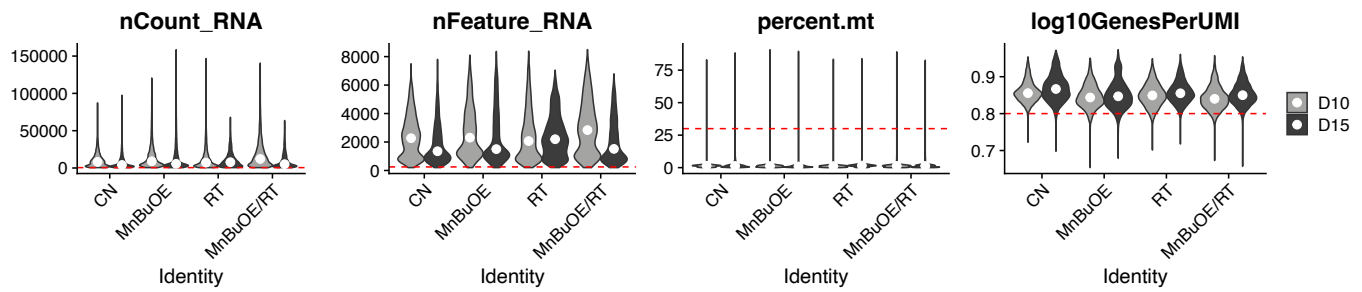 nCount_RNA
150000
100000
50000
0
CN
MnBuOE
RT
MnBuOE/RT
Identity
nFeature_RNA
8000
6000
4000
2000
0
CN
MnBuOE
RT
MnBuOE/RT
Identity
percent.mt
75
50
25
0
CN
MnBuOE
RT
MnBuOE/RT
Identity
log10GenesPerUMI
0.9
0.8
0.7
CN
MnBuOE
RT
MnBuOE/RT
Identity
D10
D15